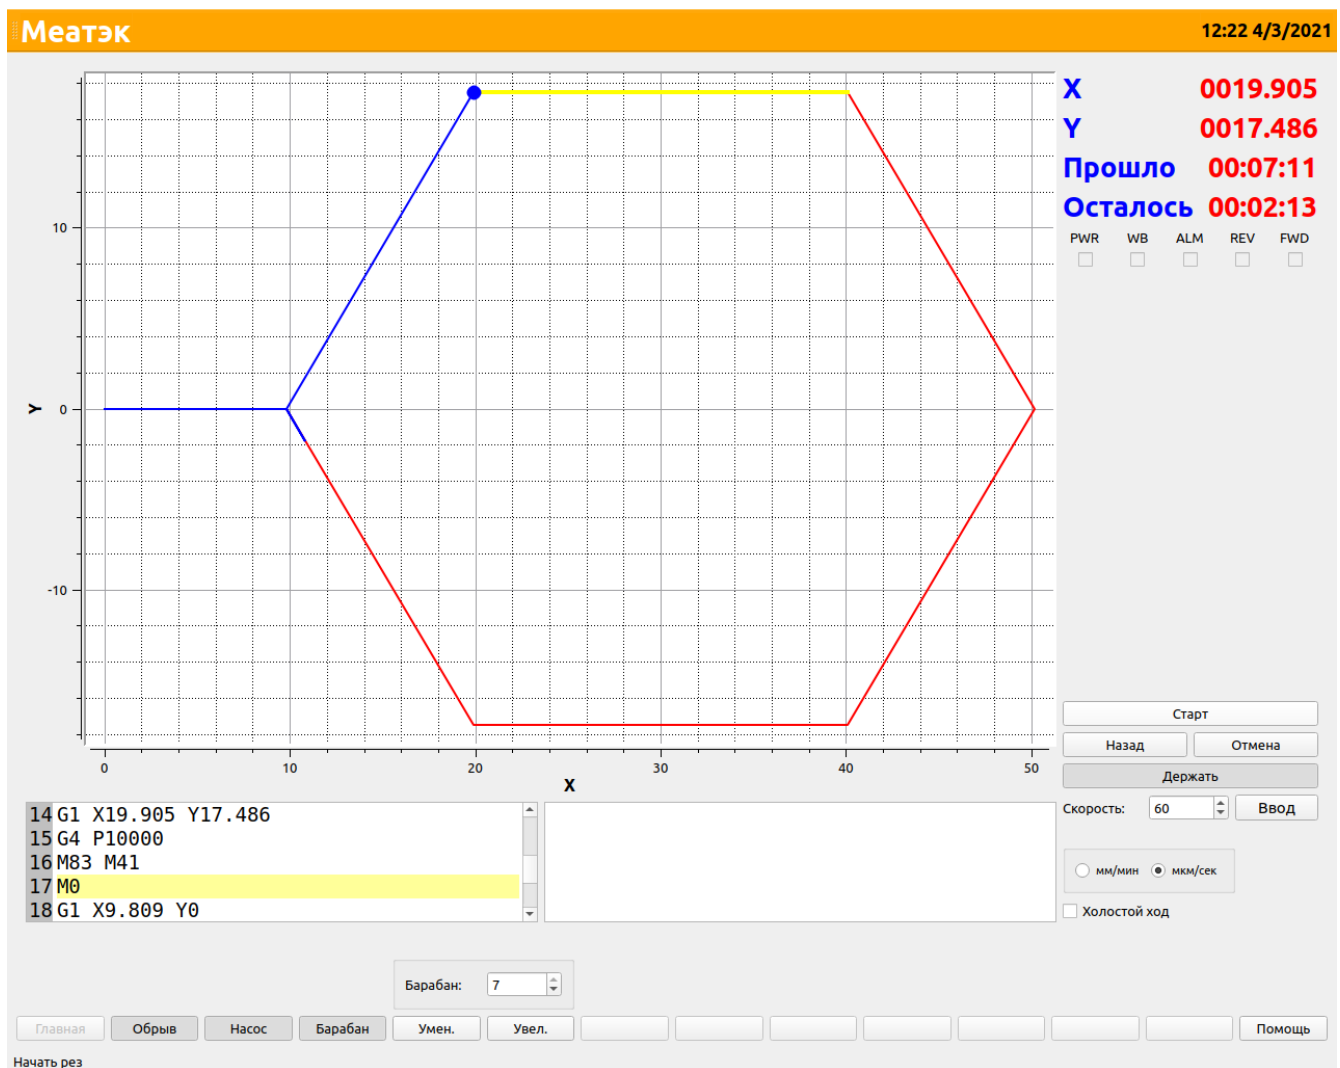 Меатэк 12:22 4/3/2021
X 0019.905
Y 0017.486
Прошло 00:07:11
Осталось 00:02:13
PWR WB ALM REV FWD
10
Y 0
-10
0 10 20 30 40 50
X
Старт
Назад Отмена
Держать
Скорость: 60 Ввод
мм/мин мкм/сек
Холостой ход
14 G1 X19.905 Y17.486
15 G4 P10000
16 M83 M41
17 M0
18 G1 X9.809 Y0
Барабан: 7
Главная Обрыв Насос Барабан Умен. Увел. Помощь
Начать рез